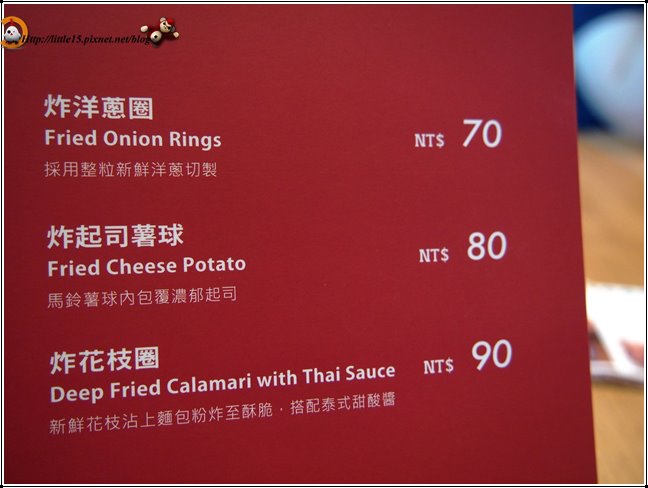 Http://little15.pixnet.net/blog
炸洋蔥圈
Fried Onion Rings
NT$ 70
採用整粒新鮮洋蔥切製
炸起司薯球
Fried Cheese Potato
NT$ 80
馬鈴薯球內包覆濃郁起司
炸花枝圈
Deep Fried Calamari with Thai Sauce
NT$ 90
新鮮花枝沾上麵包粉炸至酥脆，搭配泰式甜酸醬